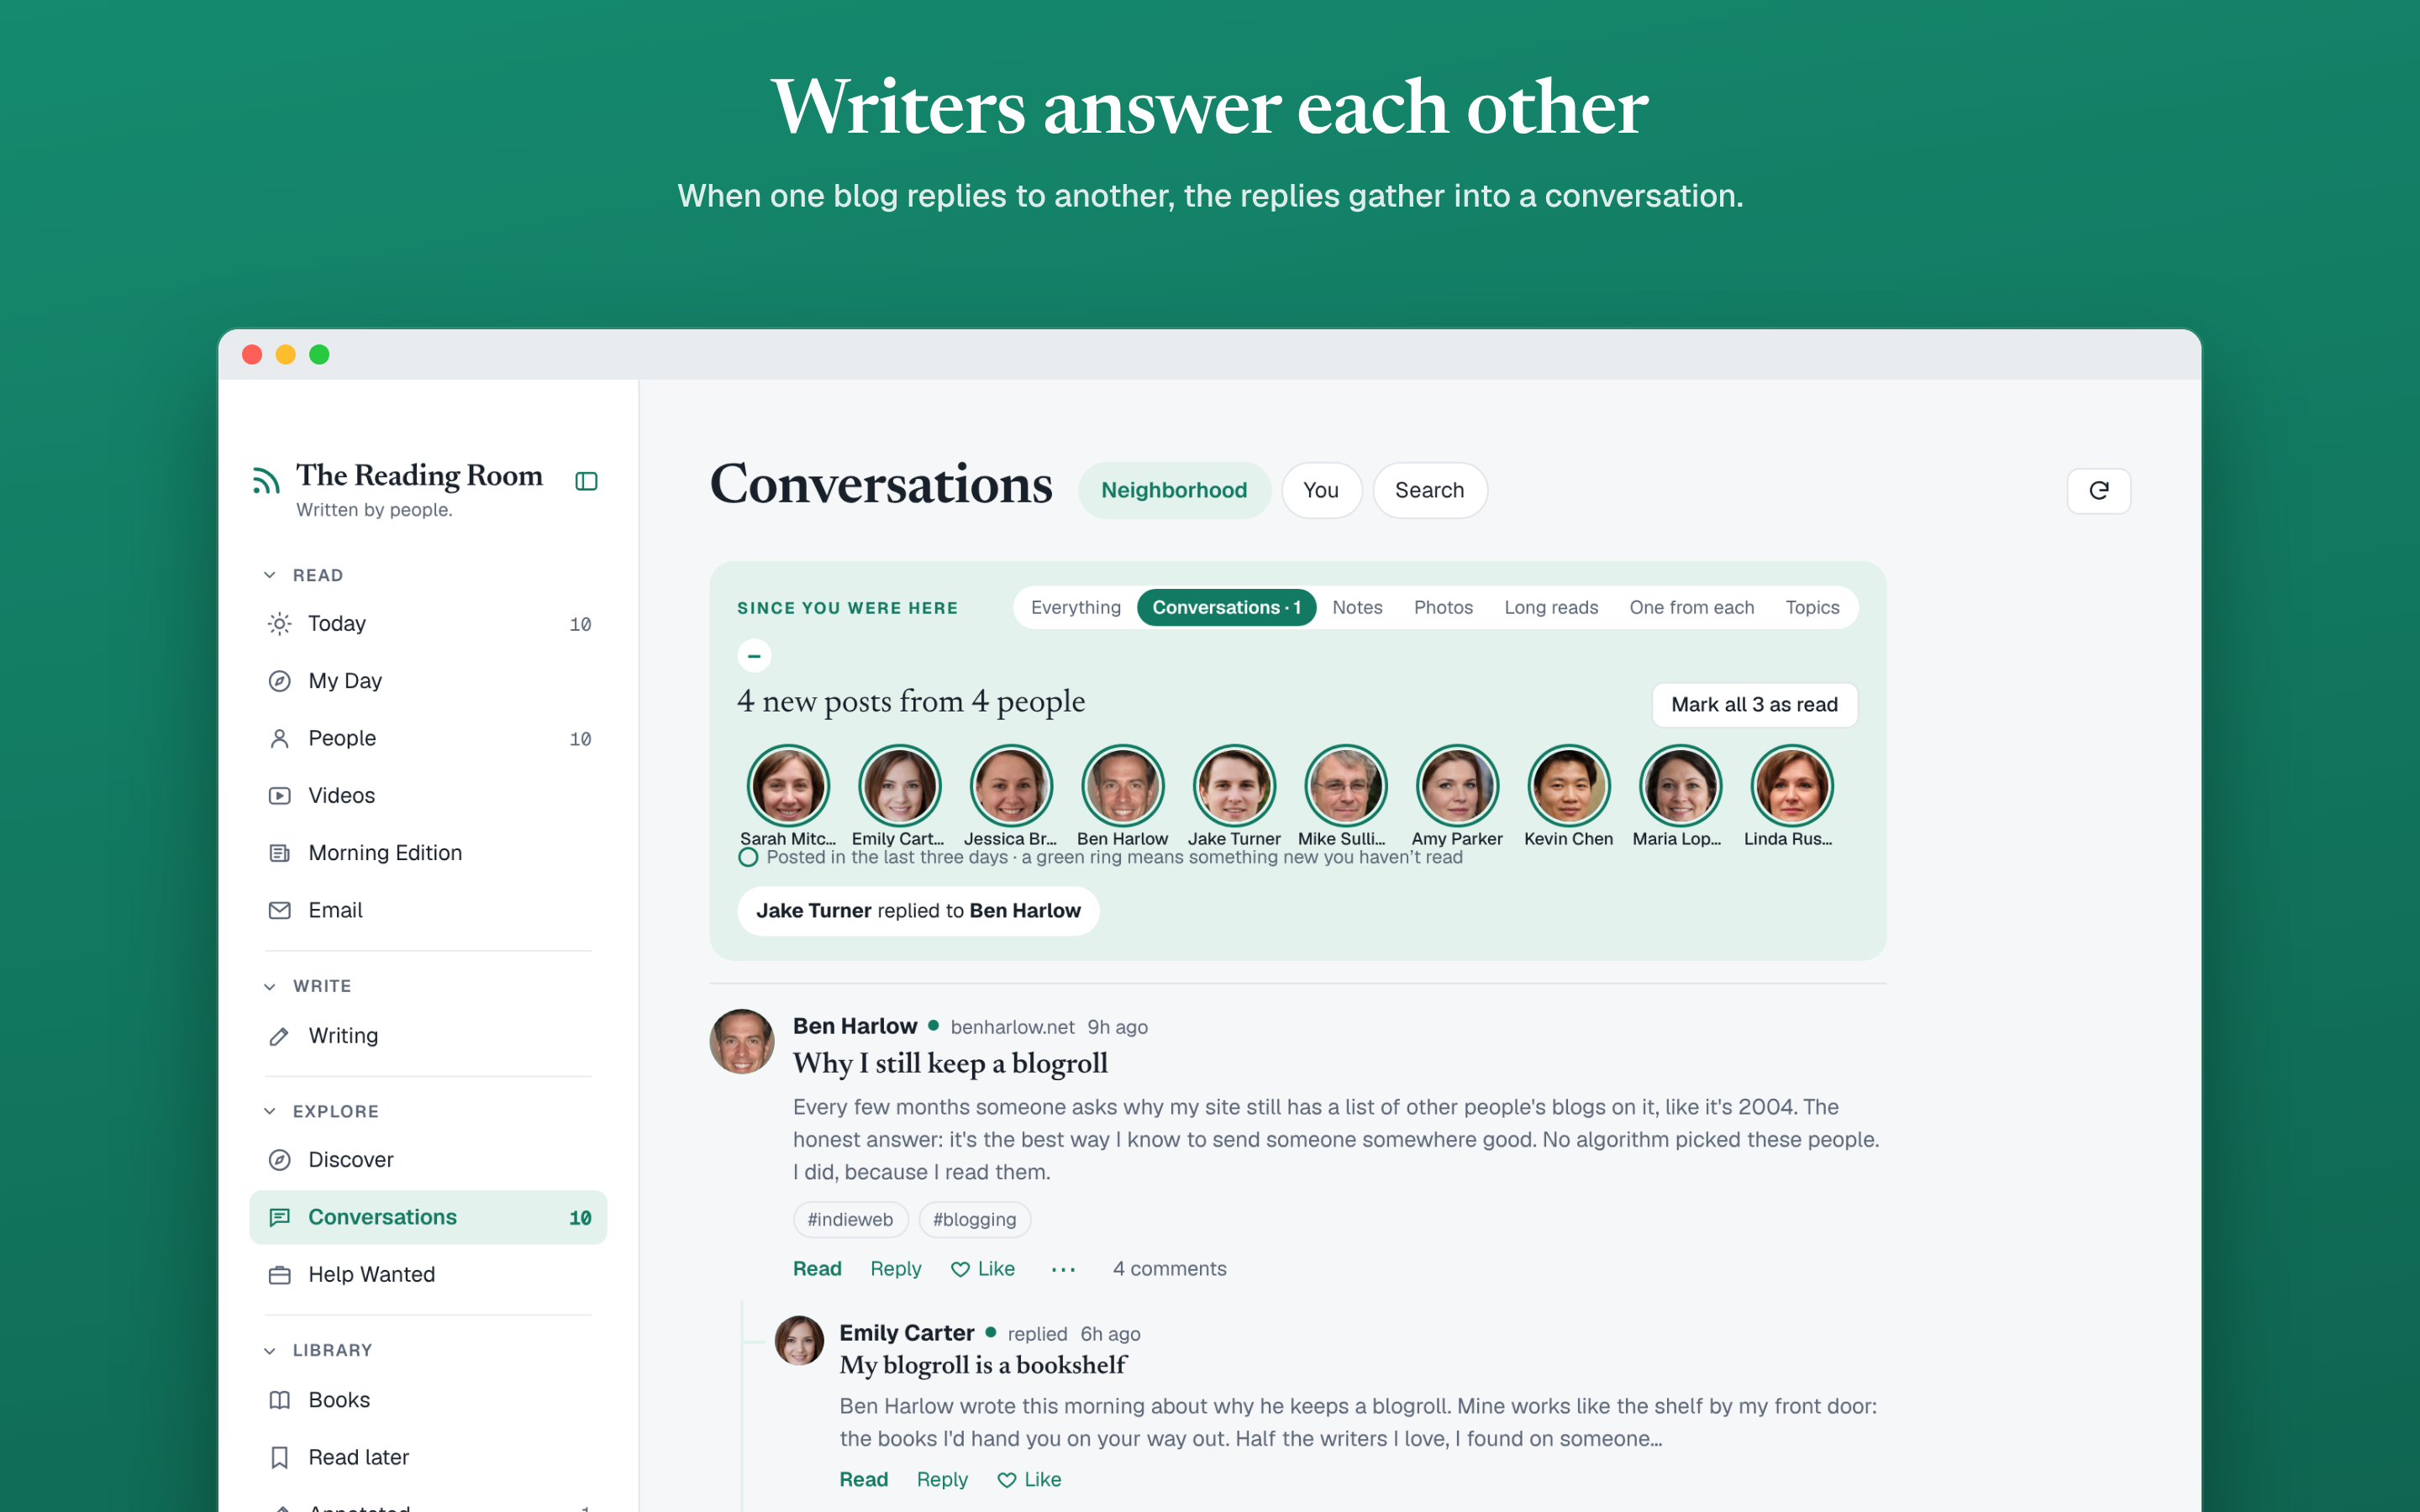 Writers answer each other
When one blog replies to another, the replies gather into a conversation.
The Reading Room
Written by people.
READ
Today 10
My Day
People 10
Videos
Morning Edition
Email
WRITE
Writing
EXPLORE
Discover
Conversations 10
Help Wanted
LIBRARY
Books
Read later
Conversations Neighborhood You Search
SINCE YOU WERE HERE Everything Conversations · 1 Notes Photos Long reads One from each Topics
4 new posts from 4 people Mark all 3 as read
Sarah Mitc... Emily Cart... Jessica Br... Ben Harlow Jake Turner Mike Sulli... Amy Parker Kevin Chen Maria Lop... Linda Rus...
Posted in the last three days · a green ring means something new you haven’t read
Jake Turner replied to Ben Harlow
Ben Harlow benharlow.net 9h ago
Why I still keep a blogroll
Every few months someone asks why my site still has a list of other people's blogs on it, like it's 2004. The
honest answer: it's the best way I know to send someone somewhere good. No algorithm picked these people.
I did, because I read them.
#indieweb #blogging
Read Reply Like ··· 4 comments
Emily Carter replied 6h ago
My blogroll is a bookshelf
Ben Harlow wrote this morning about why he keeps a blogroll. Mine works like the shelf by my front door:
the books I'd hand you on your way out. Half the writers I love, I found on someone...
Read Reply Like